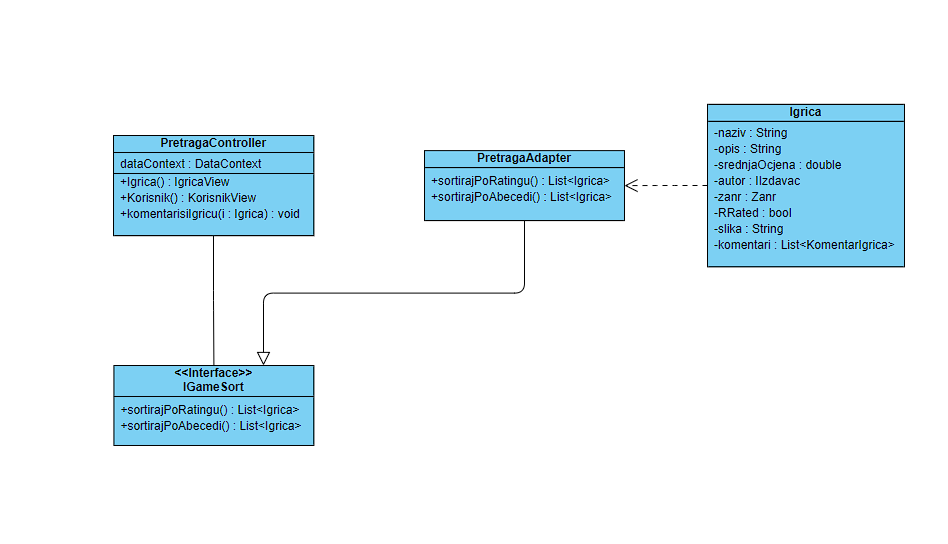 PretragaController
dataContext : DataContext
+Igrica() : IgricaView
+Korisnik() : KorisnikView
+komentarisiIgricu(i : Igrica) : void
PretragaAdapter
+sortirajPoRatingu() : List<Igrica>
+sortirajPoAbecedi() : List<Igrica>
Igrica
-naziv : String
-opis : String
-srednjaOcjena : double
-autor : IIzdavac
-zanr : Zanr
-RRated : bool
-slika : String
-komentari : List<KomentarIgrica>
<<Interface>>
IGameSort
+sortirajPoRatingu() : List<Igrica>
+sortirajPoAbecedi() : List<Igrica>